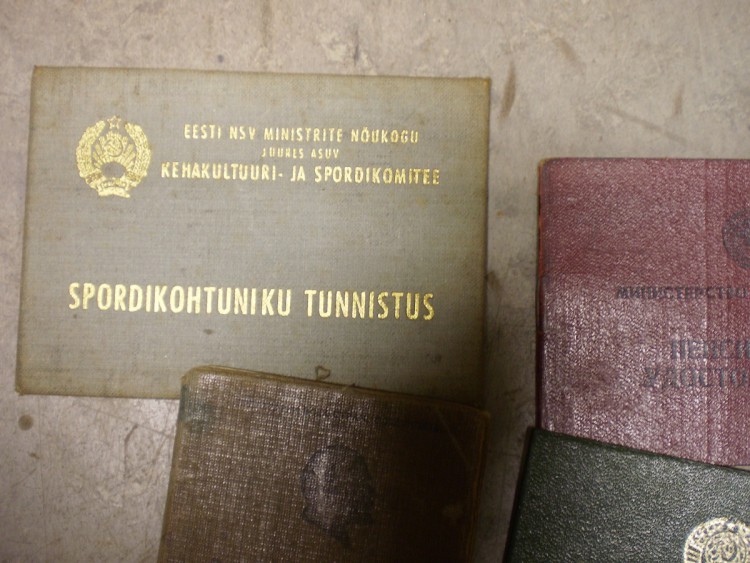 EESTI NSV MINISTRITE NÕUKOGU
JUURES ASUV
KEHAKULTUURI- JA SPORDIKOMITEE
SPORDIKOHTUNIKU TUNNISTUS
МИНИСТЕРСТВО